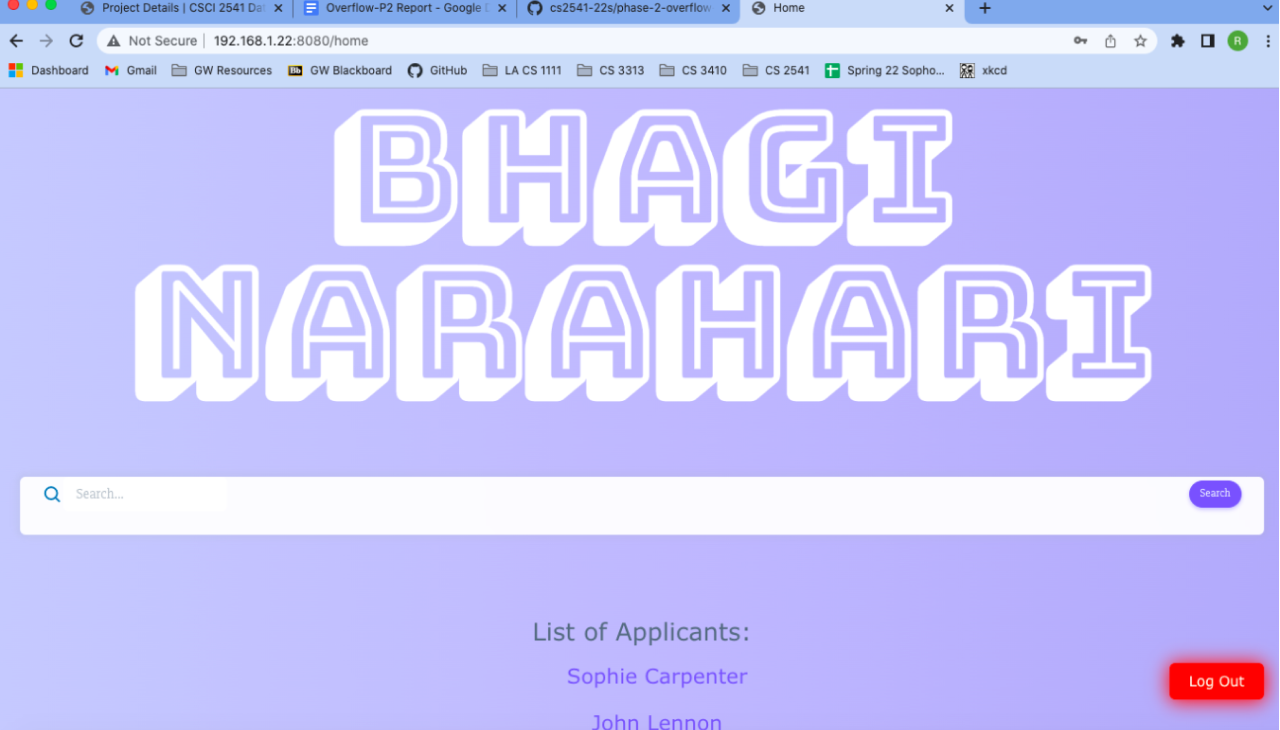 Project Details | CSCI 2541 Dat
Overflow-P2 Report - Google D
cs2541-22s/phase-2-overflow
Home
Not Secure
192.168.1.22:8080/home
R
Dashboard
Gmail
GW Resources
Bb
GW Blackboard
GitHub
LA CS 1111
CS 3313
CS 3410
CS 2541
Spring 22 Sopho...
xkcd
BHAGI
NARAHARI
Search...
Search
List of Applicants:
Sophie Carpenter
Log Out
John Lennon